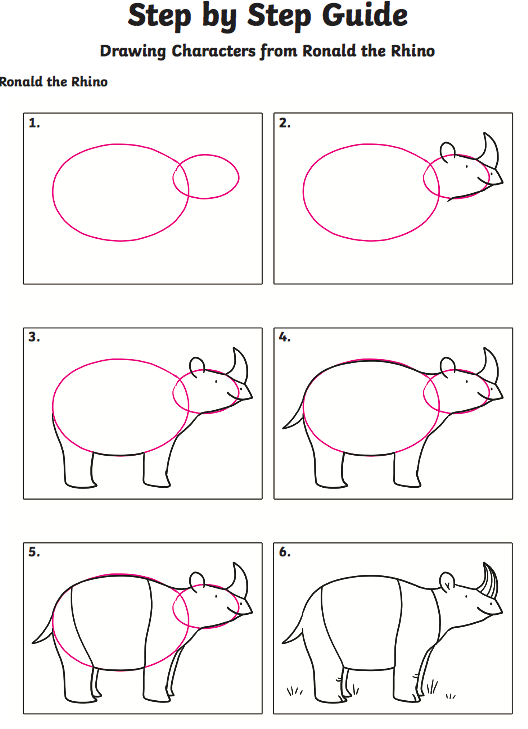 Step by Step Guide
Drawing Characters from Ronald the Rhino
Ronald the Rhino
1.
2.
3.
4.
5.
6.